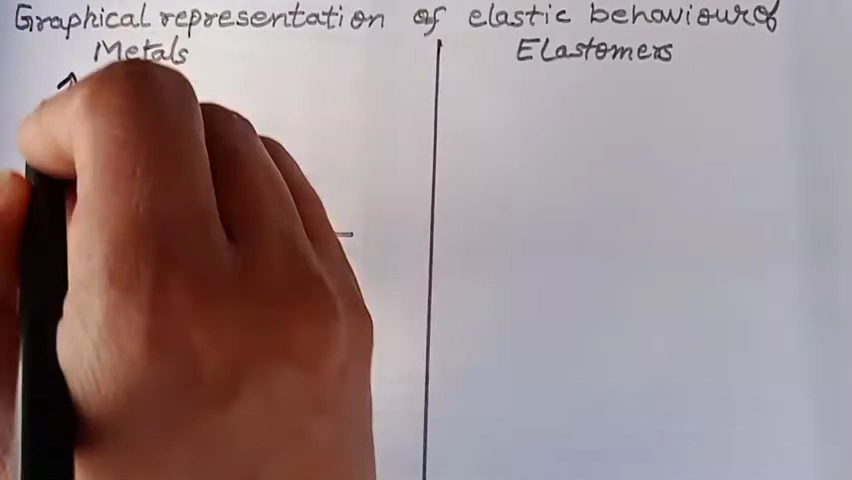 Graphical representation of elastic behaviour of
Metals
Elastomers